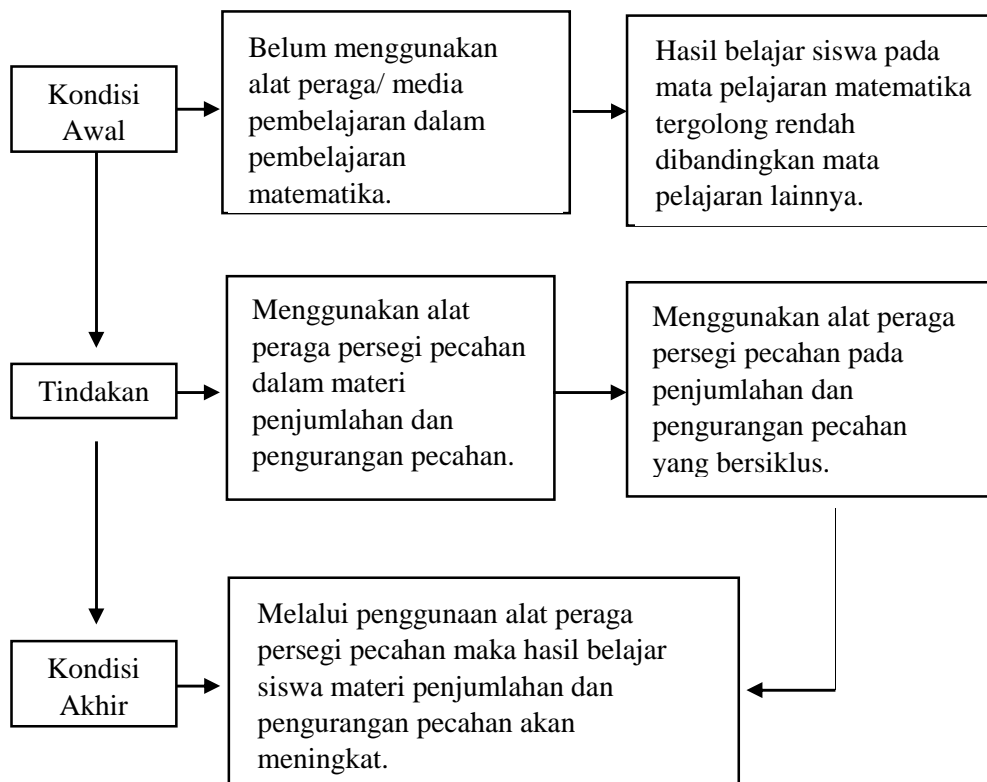 Kondisi
Awal
Belum menggunakan
alat peraga/ media
pembelajaran dalam
pembelajaran
matematika.
Hasil belajar siswa pada
mata pelajaran matematika
tergolong rendah
dibandingkan mata
pelajaran lainnya.
Tindakan
Menggunakan alat
peraga persegi pecahan
dalam materi
penjumlahan dan
pengurangan pecahan.
Menggunakan alat peraga
persegi pecahan pada
penjumlahan dan
pengurangan pecahan
yang bersiklus.
Kondisi
Akhir
Melalui penggunaan alat peraga
persegi pecahan maka hasil belajar
siswa materi penjumlahan dan
pengurangan pecahan akan
meningkat.